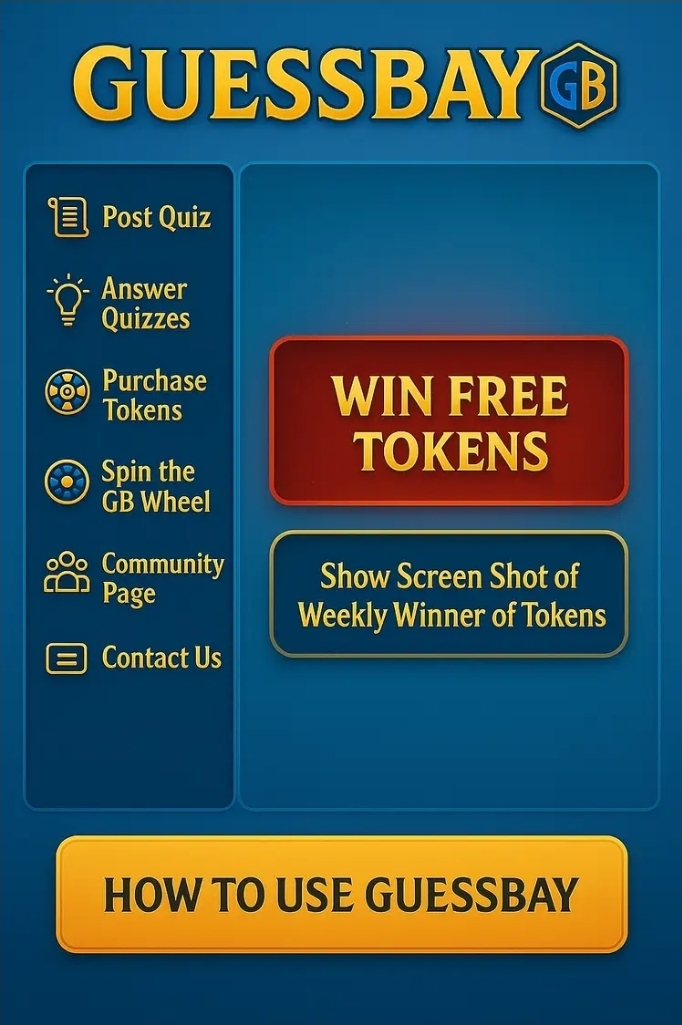 GUESSBAY GB
Post Quiz
Answer
Quizzes
Purchase
Tokens
Spin the
GB Wheel
Community
Page
Contact Us
WIN FREE
TOKENS
Show Screen Shot of
Weekly Winner of Tokens
HOW TO USE GUESSBAY